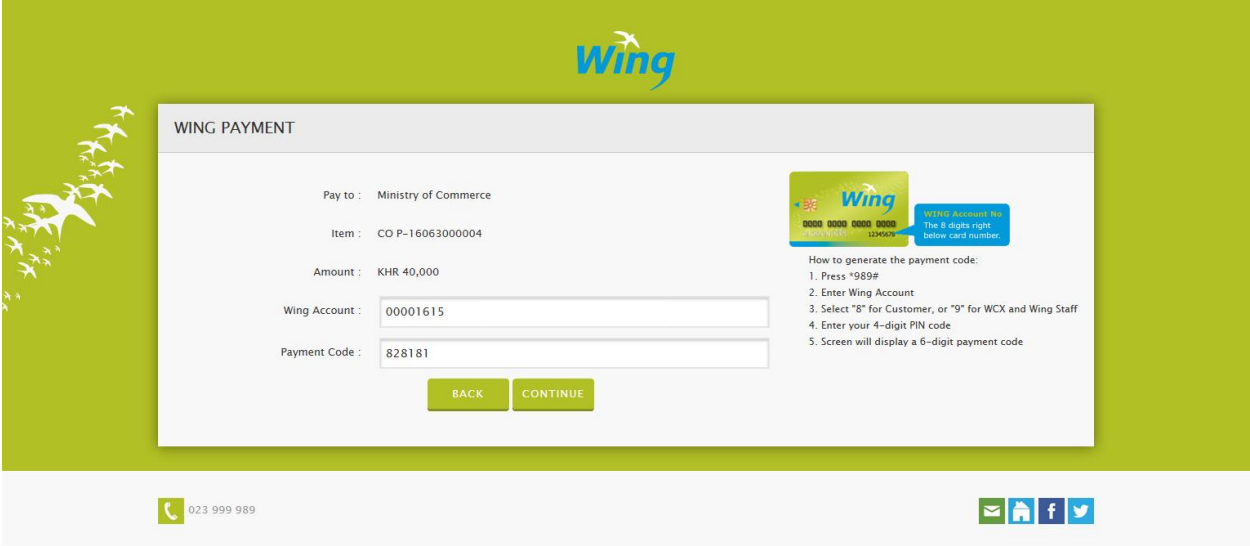 Wing
WING PAYMENT
Pay to : Ministry of Commerce
Item : CO P-16063000004
Amount : KHR 40,000
Wing Account : 00001615
Payment Code : 828181
BACK CONTINUE
Wing
0000 0000 0000 0000
12345678
WING Account No
The 8 digits right
below card number.
How to generate the payment code:
1. Press *989#
2. Enter Wing Account
3. Select "8" for Customer, or "9" for WCX and Wing Staff
4. Enter your 4-digit PIN code
5. Screen will display a 6-digit payment code
023 999 989
f